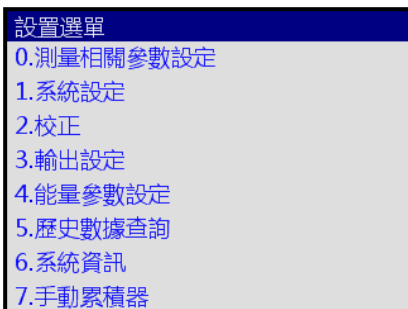 設置選單
0.測量相關參數設定
1.系統設定
2.校正
3.輸出設定
4.能量參數設定
5.歷史數據查詢
6.系統資訊
7.手動累積器